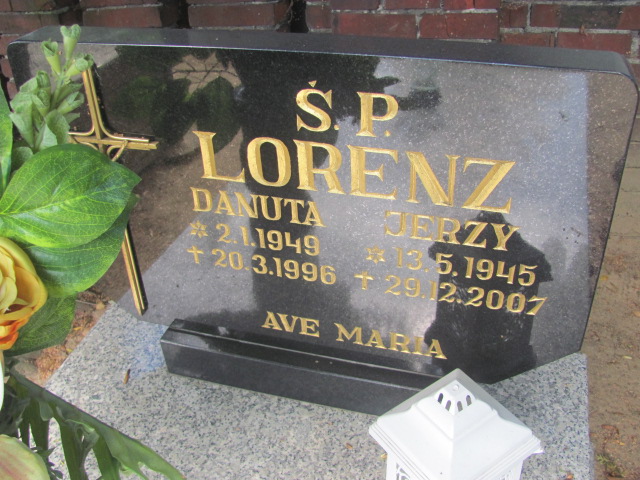 Ś.P.
LORENZ
DANUTA JERZY
* 2.1.1949 * 13.5.1945
+ 20.3.1996 + 29.12.2007
AVE MARIA